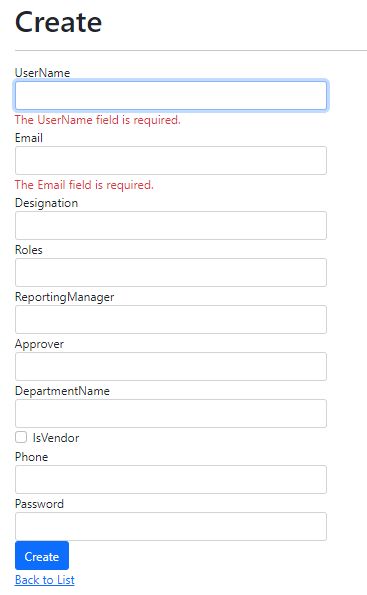 Create
UserName
The UserName field is required.
Email
The Email field is required.
Designation
Roles
ReportingManager
Approver
DepartmentName
IsVendor
Phone
Password
Create
Back to List